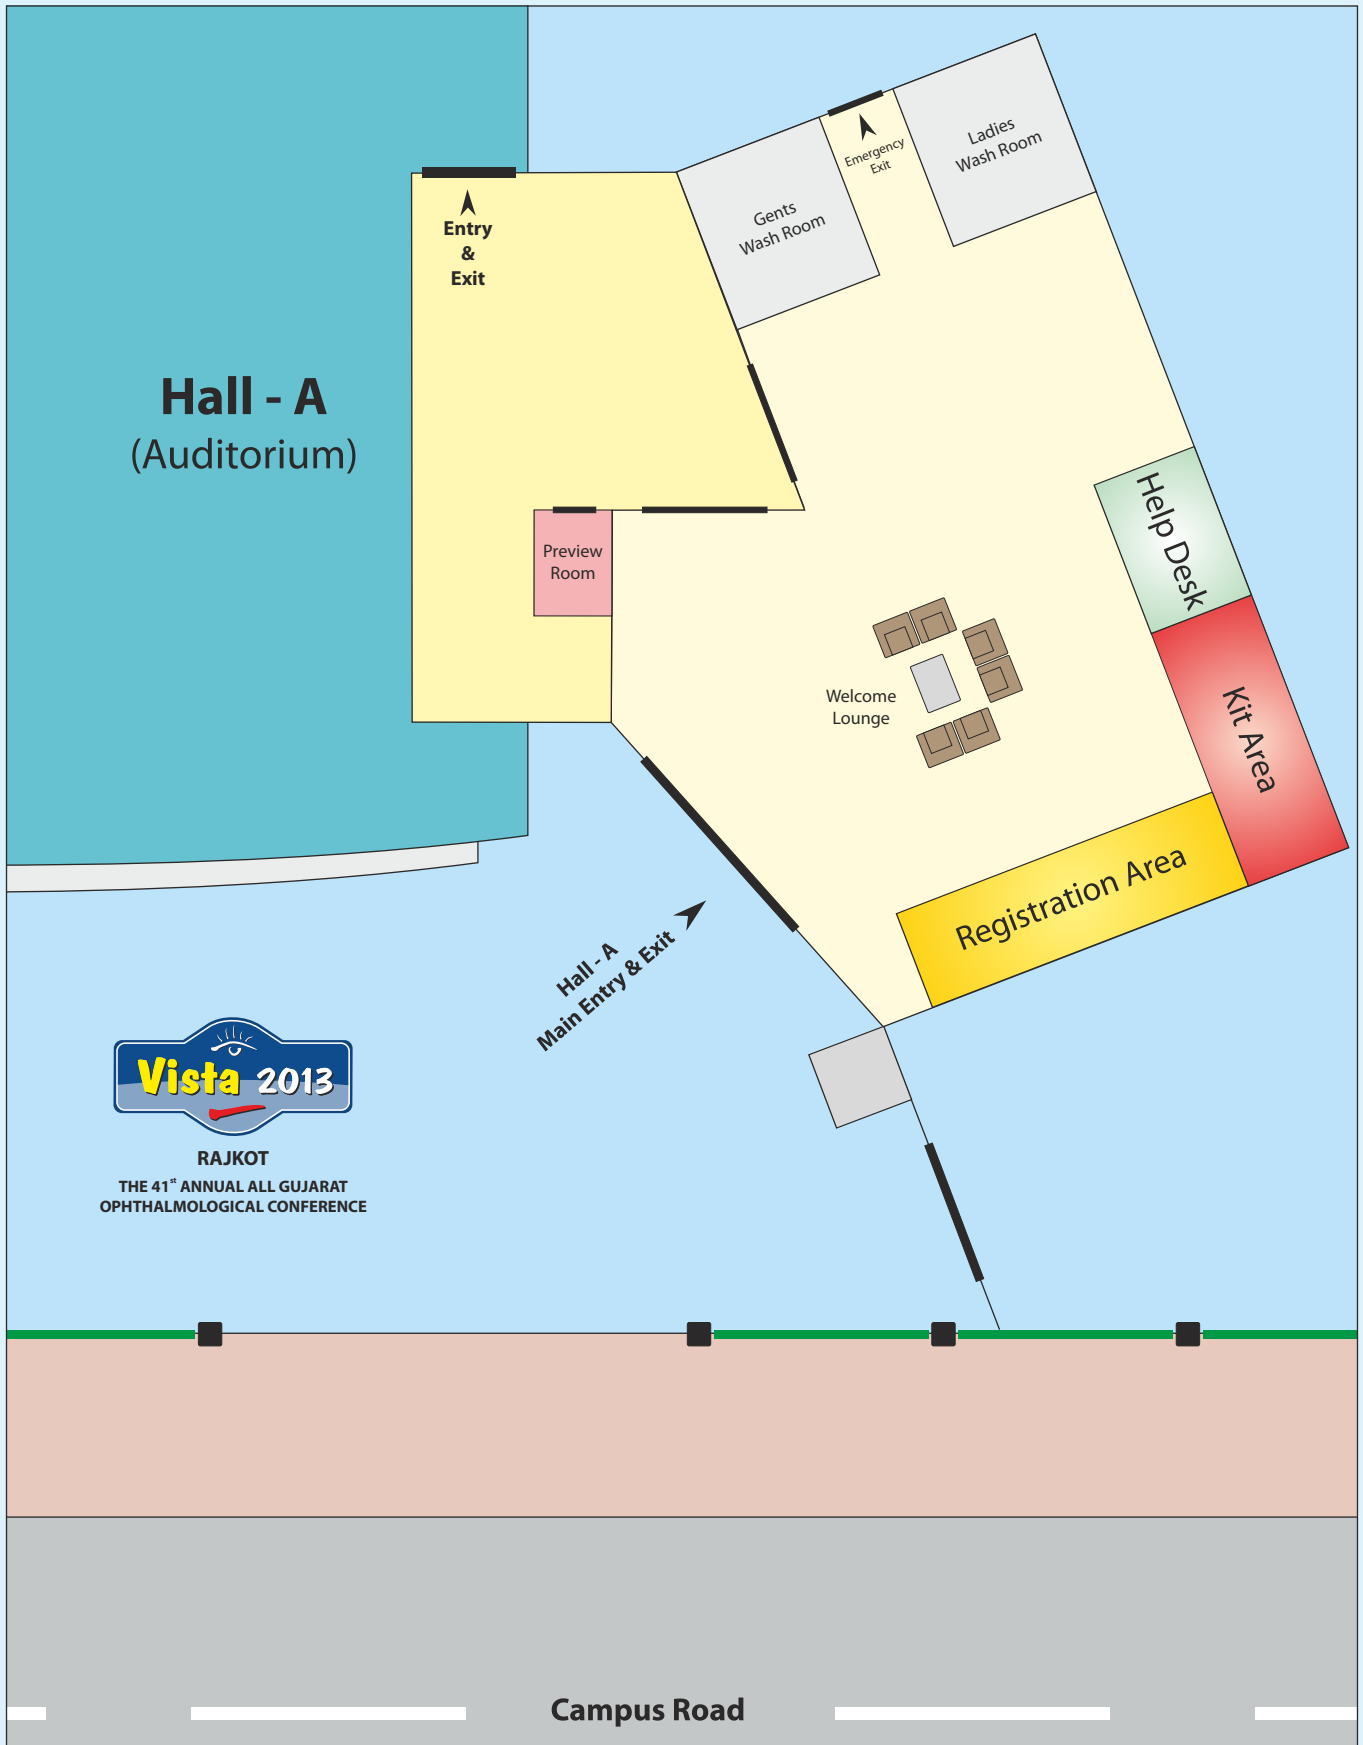 Ladies
Wash Room
Emergency
Exit
Gents
Wash Room
Entry
&
Exit
Hall - A
(Auditorium)
Help Desk
Preview
Room
Welcome
Lounge
Kit Area
Registration Area
Hall - A
Main Entry & Exit
Vista 2013
RAJKOT
THE 41st ANNUAL ALL GUJARAT
OPHTHALMOLOGICAL CONFERENCE
Campus Road